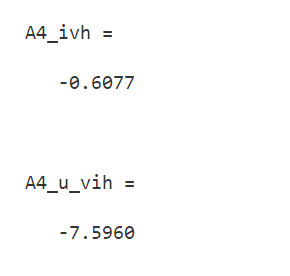 A4_ivh =
-0.6077
A4_u_vih =
-7.5960